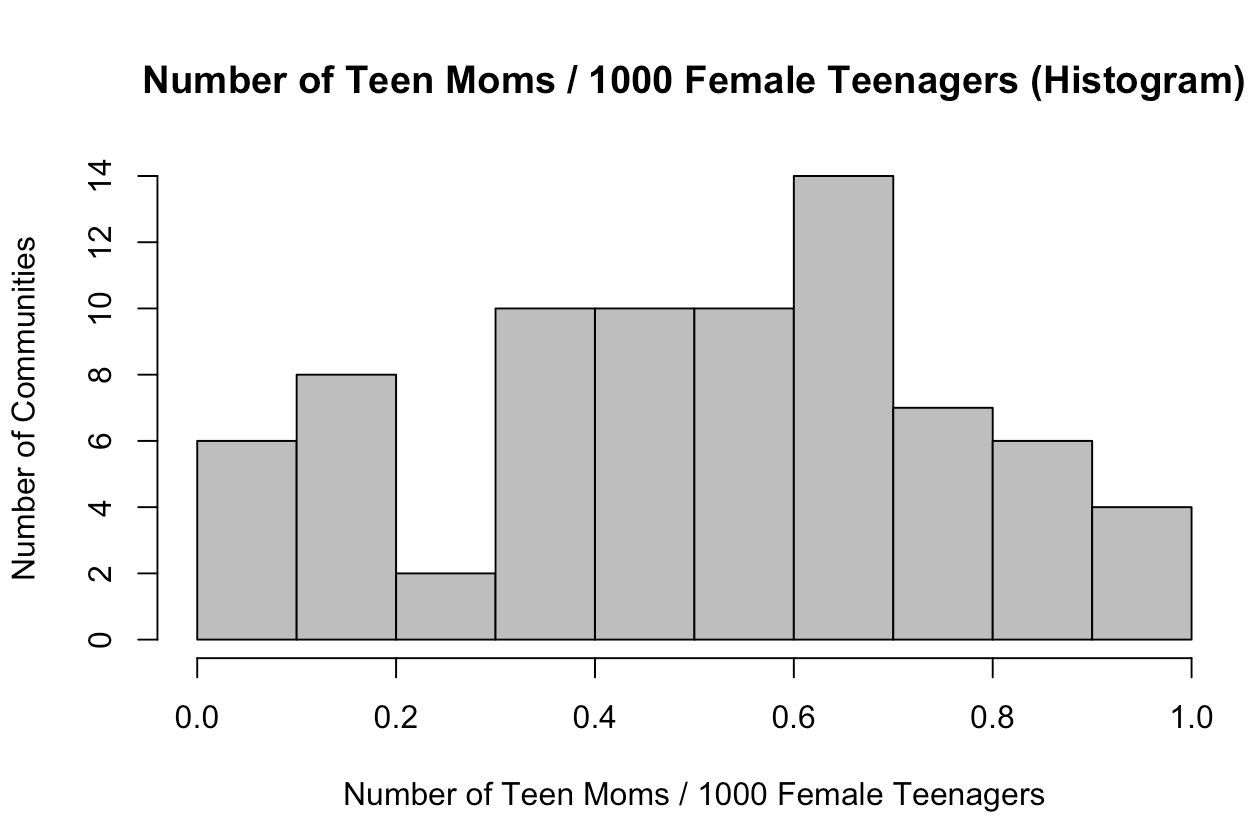 Number of Teen Moms / 1000 Female Teenagers (Histogram)
14
12
10
8
6
4
2
0
Number of Communities
0.0 0.2 0.4 0.6 0.8 1.0
Number of Teen Moms / 1000 Female Teenagers